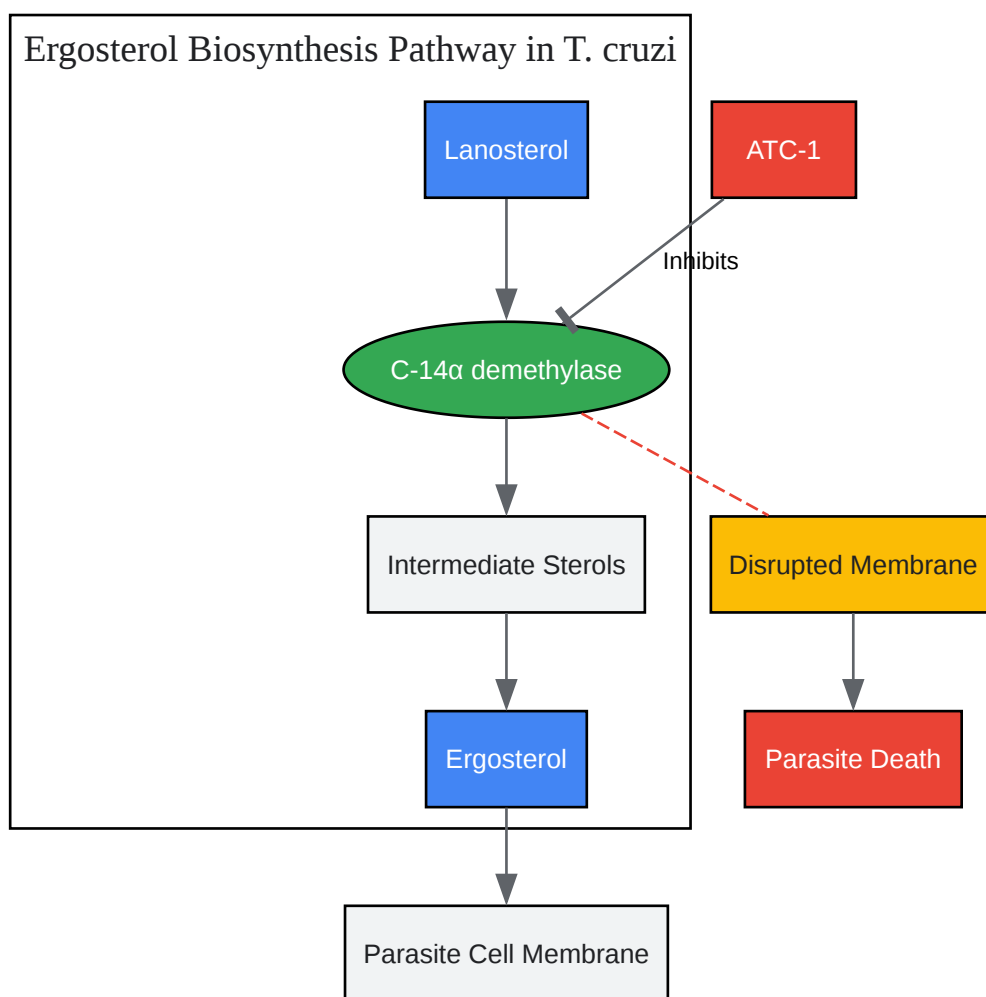 Ergosterol Biosynthesis Pathway in T. cruzi
Lanosterol
ATC-1
Inhibits
C-14α demethylase
Intermediate Sterols
Disrupted Membrane
Ergosterol
Parasite Death
Parasite Cell Membrane